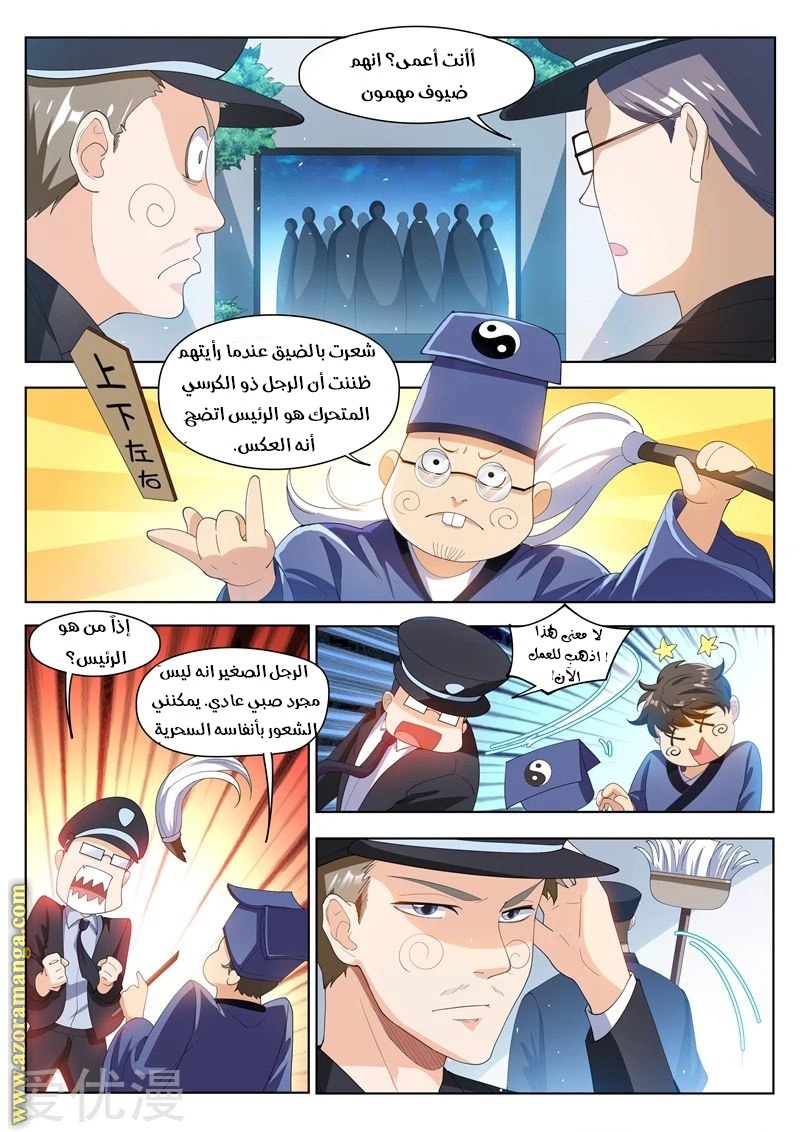 أأنت أعمى؟ انهم
ضيوف مهمون
شعرت بالضيق عندما رأيتهم
ظننت أن الرجل ذو الكرسي
المتحرك هو الرئيس اتضح
أنه العكس.
上
下
左
右
لا معنى لهذا
! اذهب للعمل
الآن!
إذاً من هو
الرئيس؟
الرجل الصغير انه ليس
مجرد صبي عادي. يمكنني
الشعور بأنفاسه السحرية
www.azoramanga.com
爱优漫